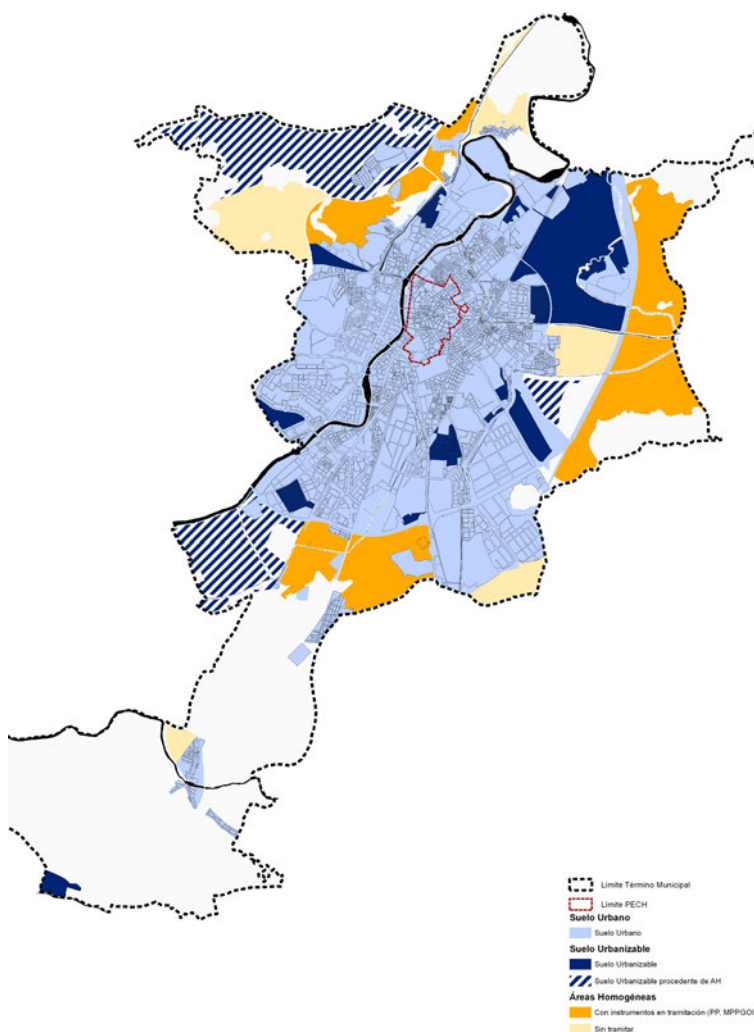 Límite Término Municipal
Límite PECH
Suelo Urbano
Suelo Urbano
Suelo Urbanizable
Suelo Urbanizable
Suelo Urbanizable procedente de AH
Áreas Homogéneas
Con instrumentos en tramitación (PP, MPPGOU
Sin tramitar